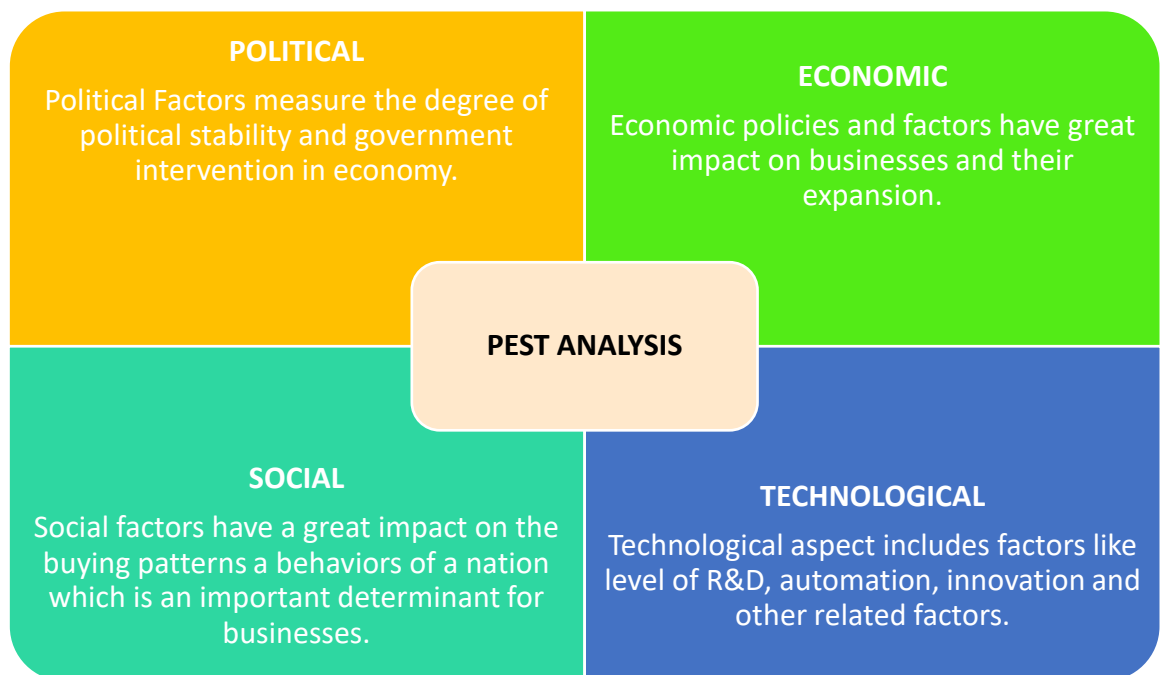 POLITICAL
Political Factors measure the degree of
political stability and government
intervention in economy.
ECONOMIC
Economic policies and factors have great
impact on businesses and their
expansion.
PEST ANALYSIS
SOCIAL
Social factors have a great impact on the
buying patterns a behaviors of a nation
which is an important determinant for
businesses.
TECHNOLOGICAL
Technological aspect includes factors like
level of R&D, automation, innovation and
other related factors.